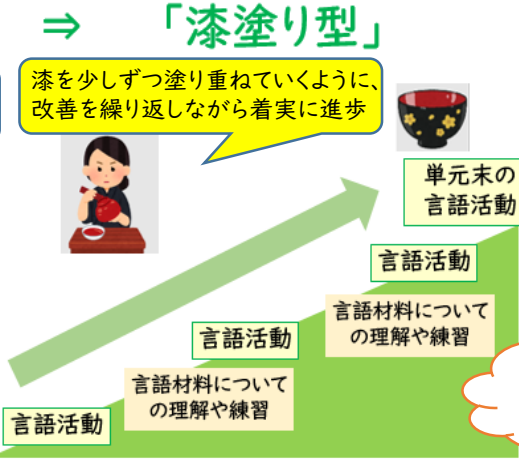 ⇒ 「漆塗り型」
漆を少しずつ塗り重ねていくように、
改善を繰り返しながら着実に進歩
単元末の
言語活動
言語活動
言語材料について
の理解や練習
言語活動
言語材料について
の理解や練習
言語活動